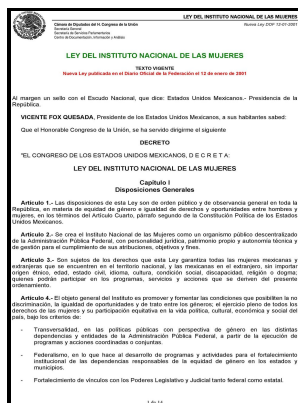 LEY DEL INSTITUTO NACIONAL DE LAS MUJERES
Cámara de Diputados del H. Congreso de la Unión
Nueva Ley DOF 12-01-2001
Secretaría General
Secretaría de Servicios Parlamentarios
Centro de Documentación, Información y Análisis
LEY DEL INSTITUTO NACIONAL DE LAS MUJERES
TEXTO VIGENTE
Nueva Ley publicada en el Diario Oficial de la Federación el 12 de enero de 2001
Al margen un sello con el Escudo Nacional, que dice: Estados Unidos Mexicanos.- Presidencia de la
República.
VICENTE FOX QUESADA, Presidente de los Estados Unidos Mexicanos, a sus habitantes sabed:
Que el Honorable Congreso de la Unión, se ha servido dirigirme el siguiente
DECRETO
"EL CONGRESO DE LOS ESTADOS UNIDOS MEXICANOS, D E C R E T A:
LEY DEL INSTITUTO NACIONAL DE LAS MUJERES
Capítulo I
Disposiciones Generales
Artículo 1.- Las disposiciones de esta Ley son de orden público y de observancia general en toda la
República, en materia de equidad de género e igualdad de derechos y oportunidades entre hombres y
mujeres, en los términos del Artículo Cuarto, párrafo segundo de la Constitución Política de los Estados
Unidos Mexicanos.
Artículo 2.- Se crea el Instituto Nacional de las Mujeres como un organismo público descentralizado
de la Administración Pública Federal, con personalidad jurídica, patrimonio propio y autonomía técnica y
de gestión para el cumplimiento de sus atribuciones, objetivos y fines.
Artículo 3.- Son sujetos de los derechos que esta Ley garantiza todas las mujeres mexicanas y
extranjeras que se encuentren en el territorio nacional, y las mexicanas en el extranjero, sin importar
origen étnico, edad, estado civil, idioma, cultura, condición social, discapacidad, religión o dogma;
quienes podrán participar en los programas, servicios y acciones que se deriven del presente
ordenamiento.
Artículo 4.- El objeto general del Instituto es promover y fomentar las condiciones que posibiliten la no
discriminación, la igualdad de oportunidades y de trato entre los géneros; el ejercicio pleno de todos los
derechos de las mujeres y su participación equitativa en la vida política, cultural, económica y social del
país, bajo los criterios de:
- Transversalidad, en las políticas públicas con perspectiva de género en las distintas
dependencias y entidades de la Administración Pública Federal, a partir de la ejecución de
programas y acciones coordinadas o conjuntas.
- Federalismo, en lo que hace al desarrollo de programas y actividades para el fortalecimiento
institucional de las dependencias responsables de la equidad de género en los estados y
municipios.
- Fortalecimiento de vínculos con los Poderes Legislativo y Judicial tanto federal como estatal.
1 de 14